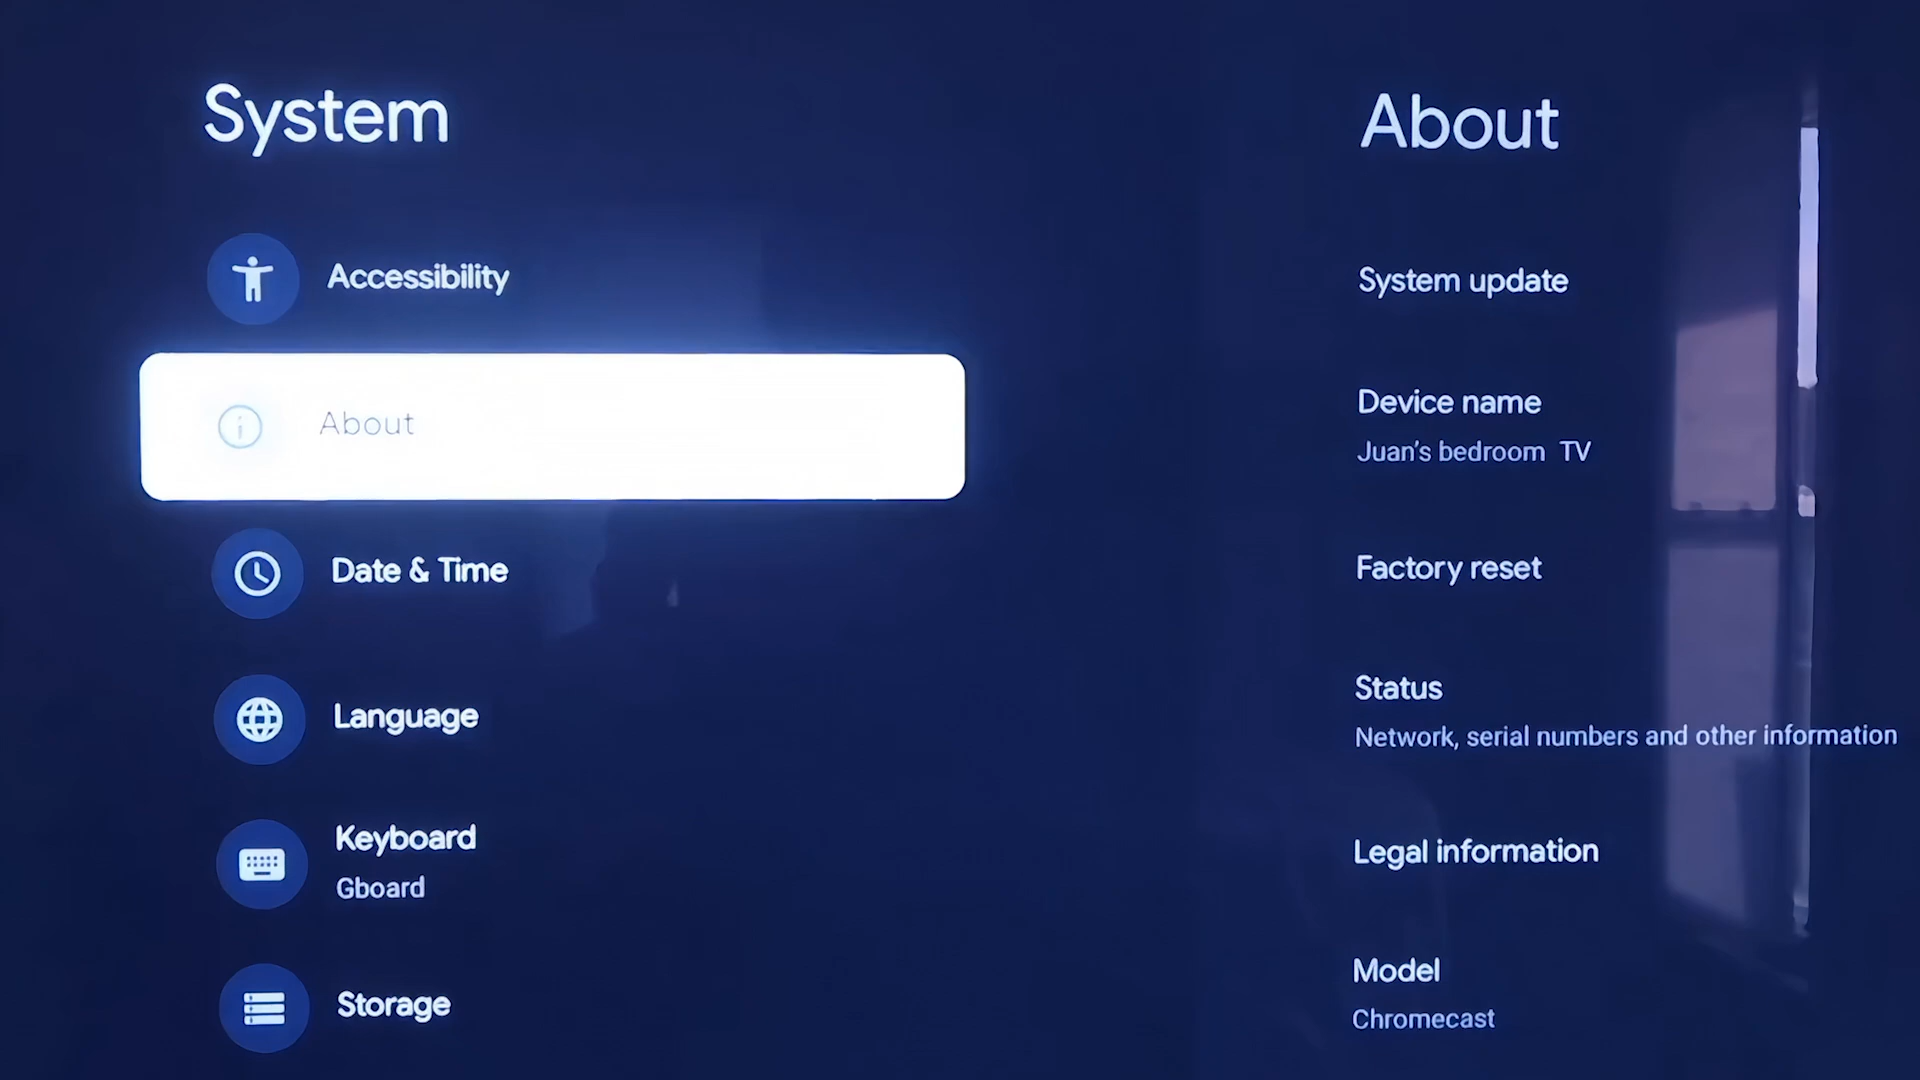 System
Accessibility
About
Date & Time
Language
Keyboard
Gboard
Storage
About
System update
Device name
Juan's bedroom TV
Factory reset
Status
Network, serial numbers and other information
Legal information
Model
Chromecast